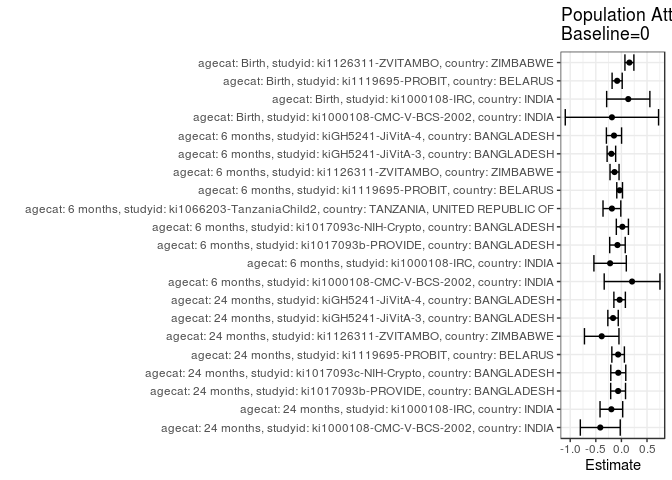 Population Att
Baseline=0
agecat: Birth, studyid: ki1126311-ZVITAMBO, country: ZIMBABWE
agecat: Birth, studyid: ki1119695-PROBIT, country: BELARUS
agecat: Birth, studyid: ki1000108-IRC, country: INDIA
agecat: Birth, studyid: ki1000108-CMC-V-BCS-2002, country: INDIA
agecat: 6 months, studyid: kiGH5241-JiVitA-4, country: BANGLADESH
agecat: 6 months, studyid: kiGH5241-JiVitA-3, country: BANGLADESH
agecat: 6 months, studyid: ki1126311-ZVITAMBO, country: ZIMBABWE
agecat: 6 months, studyid: ki1119695-PROBIT, country: BELARUS
agecat: 6 months, studyid: ki1066203-TanzaniaChild2, country: TANZANIA, UNITED REPUBLIC OF
agecat: 6 months, studyid: ki1017093c-NIH-Crypto, country: BANGLADESH
agecat: 6 months, studyid: ki1017093b-PROVIDE, country: BANGLADESH
agecat: 6 months, studyid: ki1000108-IRC, country: INDIA
agecat: 6 months, studyid: ki1000108-CMC-V-BCS-2002, country: INDIA
agecat: 24 months, studyid: kiGH5241-JiVitA-4, country: BANGLADESH
agecat: 24 months, studyid: kiGH5241-JiVitA-3, country: BANGLADESH
agecat: 24 months, studyid: ki1126311-ZVITAMBO, country: ZIMBABWE
agecat: 24 months, studyid: ki1119695-PROBIT, country: BELARUS
agecat: 24 months, studyid: ki1017093c-NIH-Crypto, country: BANGLADESH
agecat: 24 months, studyid: ki1017093b-PROVIDE, country: BANGLADESH
agecat: 24 months, studyid: ki1000108-IRC, country: INDIA
agecat: 24 months, studyid: ki1000108-CMC-V-BCS-2002, country: INDIA
-1.0 -0.5 0.0 0.5
Estimate